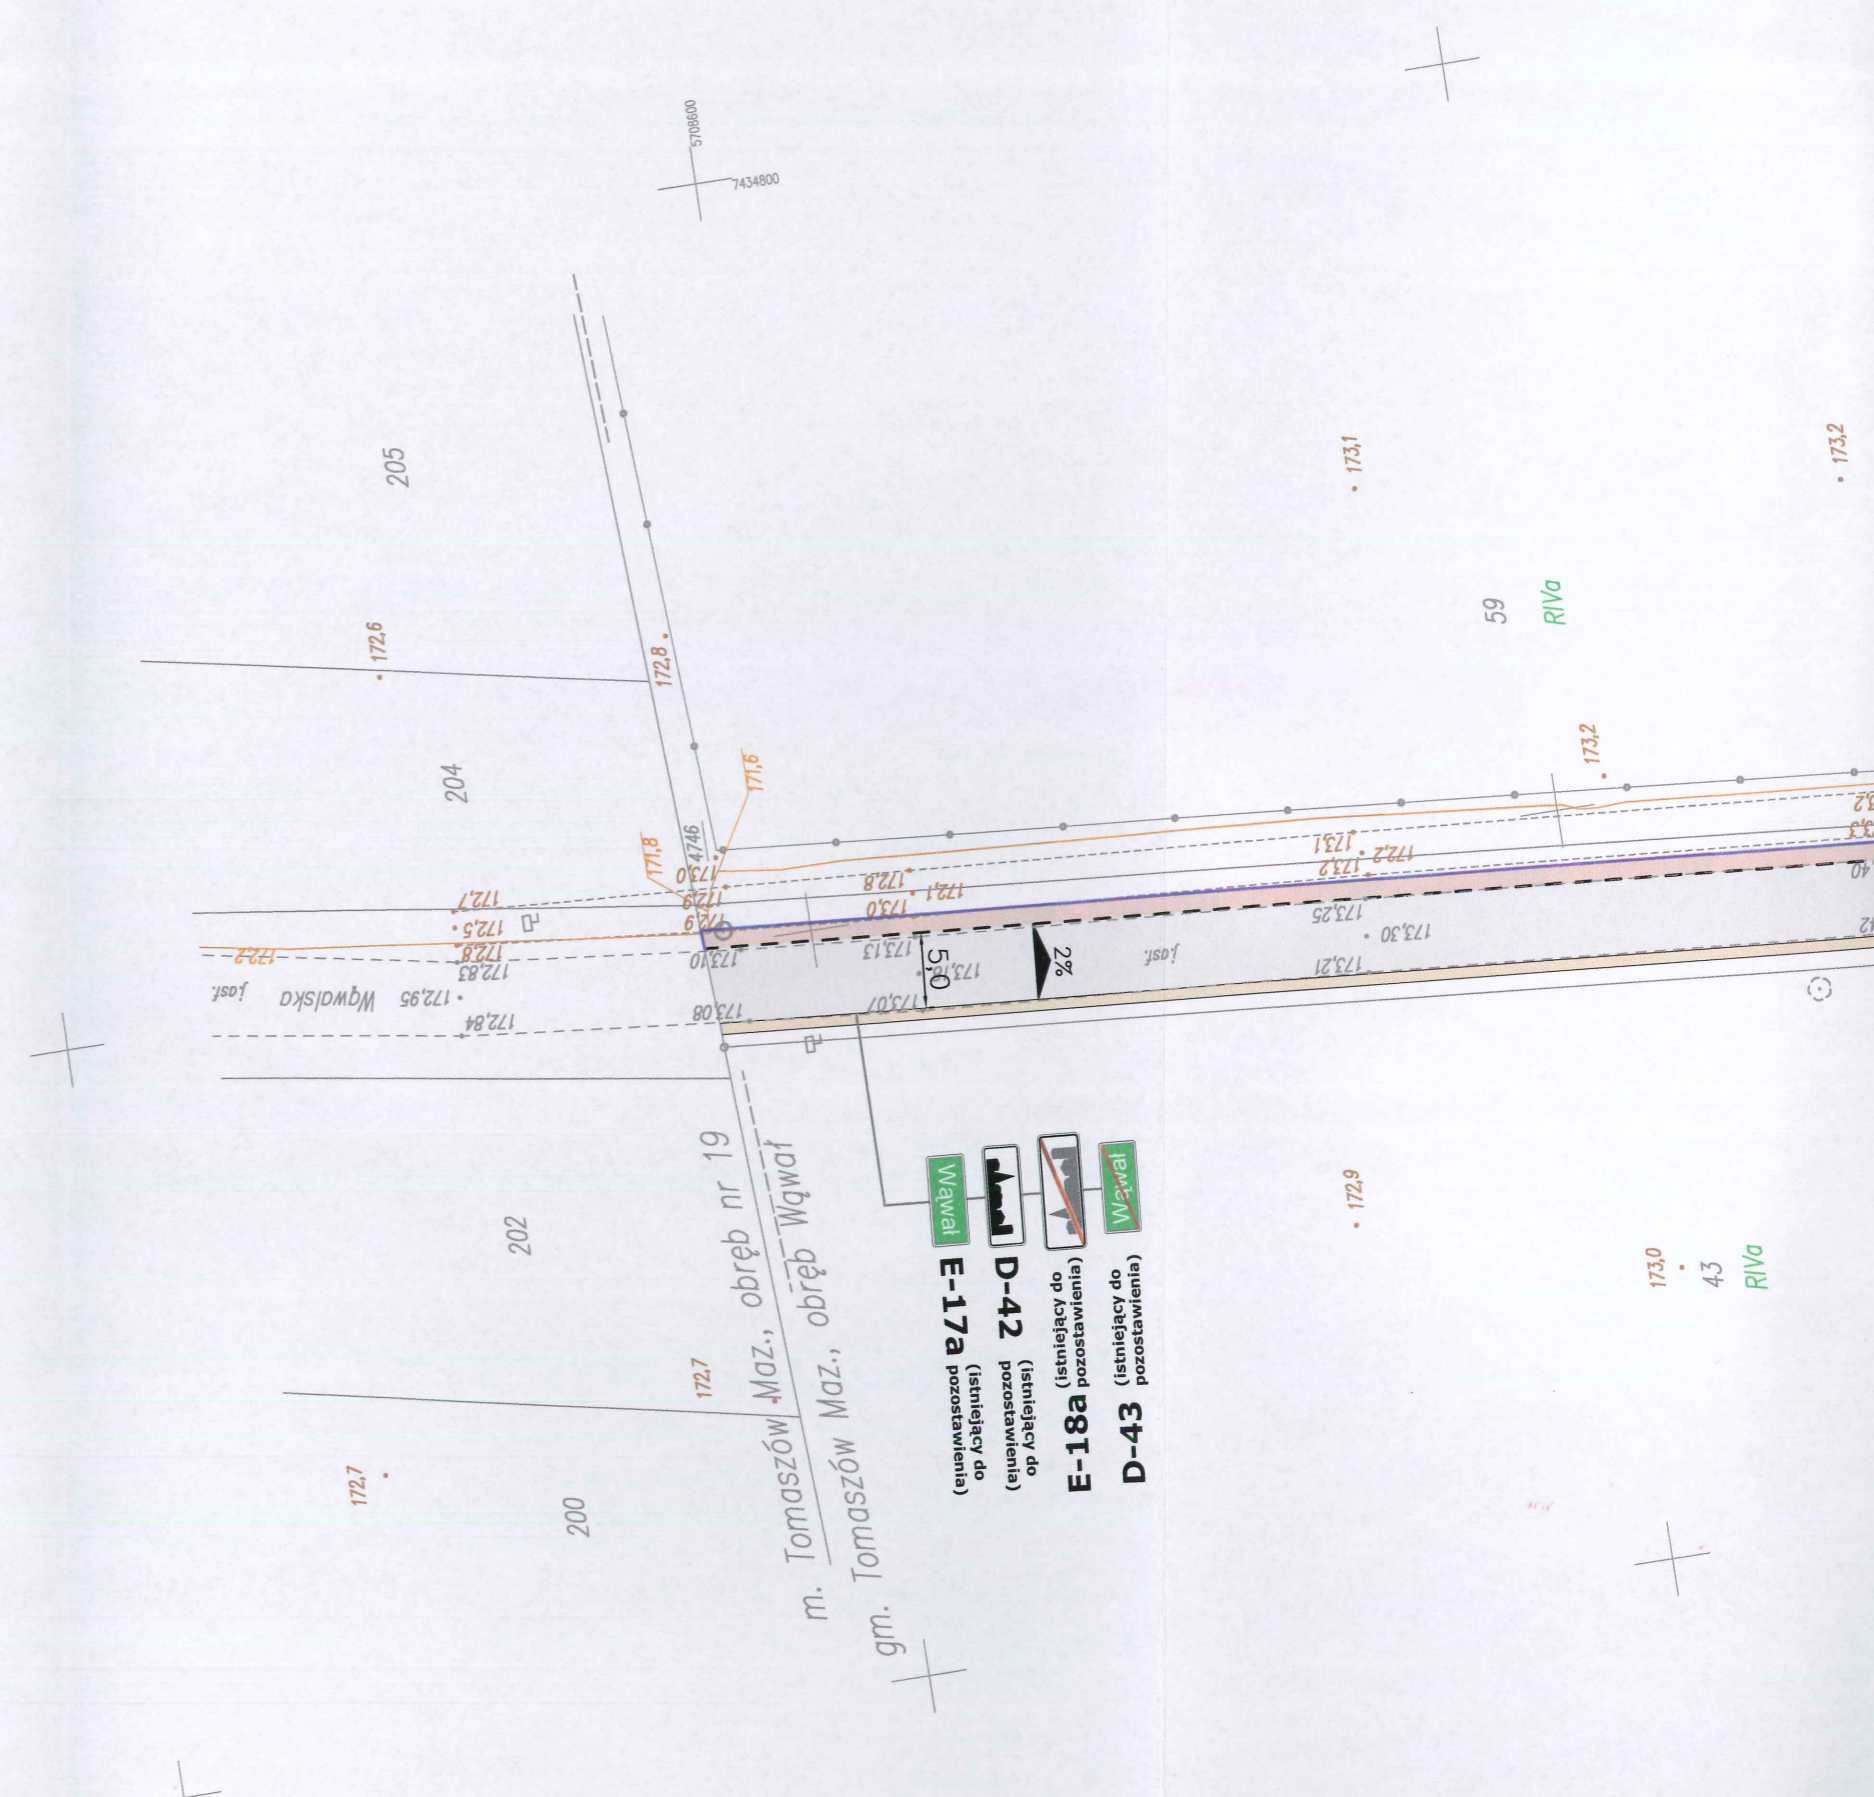 5708600
7434800
205
172,6
172,8
173,1
173,2
59
RIVa
204
171,6
171,8
4746
173,0
172,9
172,9
173,2
172,7
172,5
172,8
172,83
172,2
jasf.
Wąwalska
172,95
172,84
172,8
172,1
173,0
173,1
172,2
173,2
173,10
173,13
173,25
173,30
173,08
173,07
173,21
5,0
2%
jasf.
202
200
172,7
172,7
m. Tomaszów Maz., obręb nr 19
gm. Tomaszów Maz., obręb Wąwał
Wąwał
E-17a (istniejący do
pozostawienia)
D-42 (istniejący do
pozostawienia)
E-18a (istniejący do
pozostawienia)
Wąwał
D-43 (istniejący do
pozostawienia)
172,9
173,0
43
RIVa